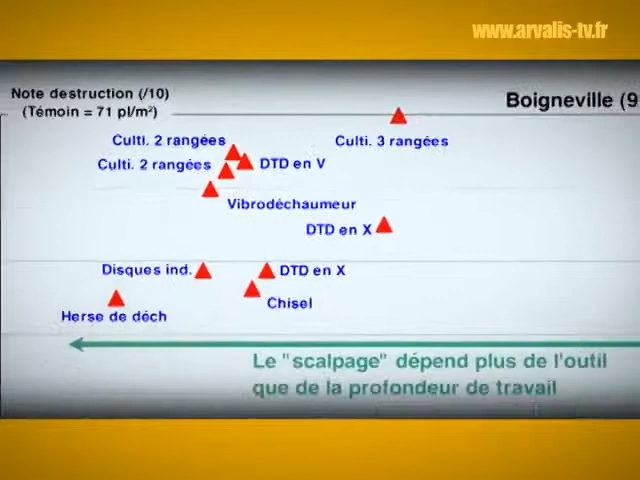 www.arvalis-tv.fr
Note destruction (/10)
(Témoin = 71 pl/m²)
Boigneville (9
Culti. 2 rangées
Culti. 3 rangées
Culti. 2 rangées
DTD en V
Vibrodéchaumeur
DTD en X
Disques ind.
DTD en X
Chisel
Herse de déch
Le "scalpage" dépend plus de l'outil
que de la profondeur de travail